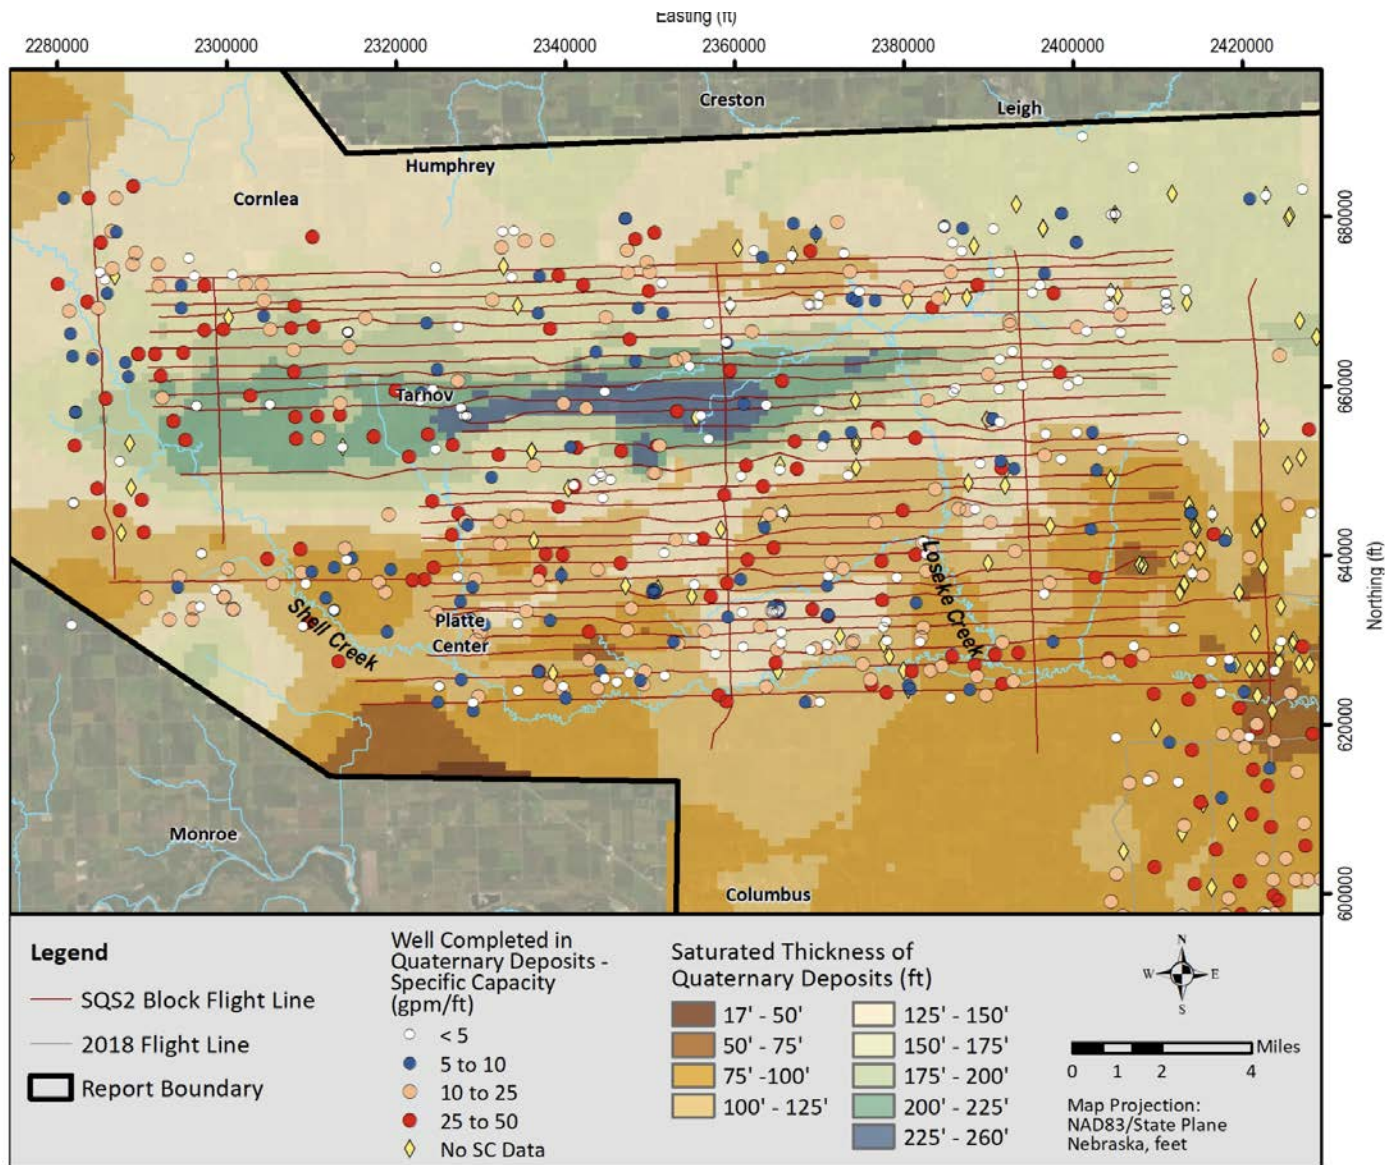 Easting (ft)
2280000 2300000 2320000 2340000 2360000 2380000 2400000 2420000
Creston
Leigh
Humphrey
Cornlea
680000
Tarnov
660000
640000
Northing (ft)
Loseke Creek
Shell Creek
Platte
Center
620000
Monroe
Columbus
600000
Legend
SQS2 Block Flight Line
2018 Flight Line
Report Boundary
Well Completed in
Quaternary Deposits -
Specific Capacity
(gpm/ft)
< 5
5 to 10
10 to 25
25 to 50
No SC Data
Saturated Thickness of
Quaternary Deposits (ft)
17' - 50'
50' - 75'
75' -100'
100' - 125'
125' - 150'
150' - 175'
175' - 200'
200' - 225'
225' - 260'
N
W E
S
Miles
0 1 2 4
Map Projection:
NAD83/State Plane
Nebraska, feet